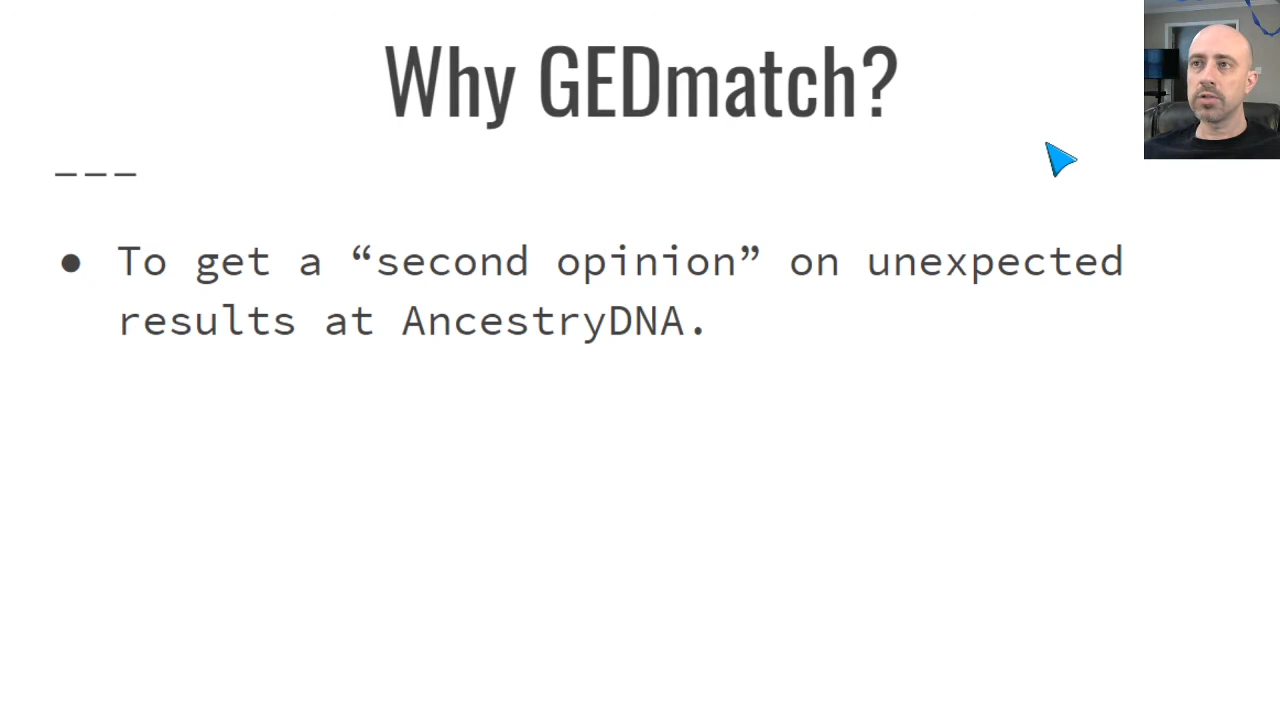 Why GEDmatch?
---
● To get a “second opinion” on unexpected
results at AncestryDNA.